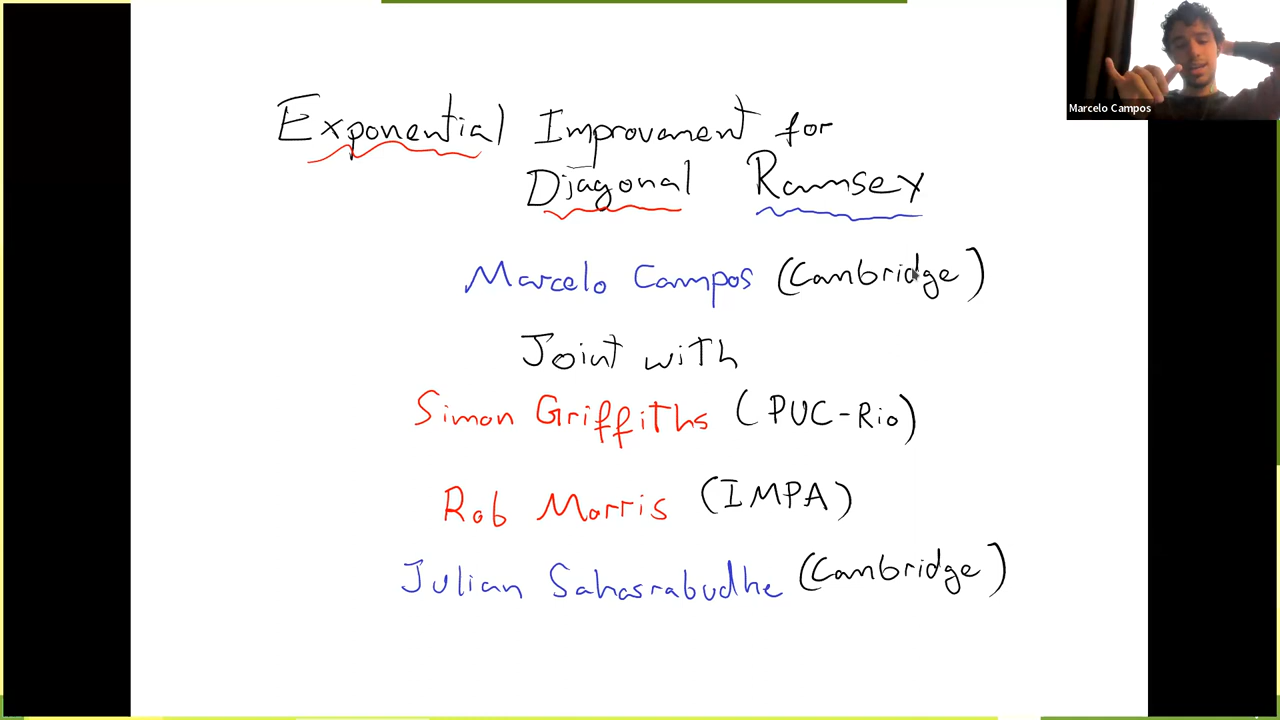 Exponential Improvement for
Diagonal Ramsey
Marcelo Campos (Cambridge)
Joint with
Simon Griffiths (PUC-Rio)
Rob Morris (IMPA)
Julian Sahasrabudhe (Cambridge)
Marcelo Campos